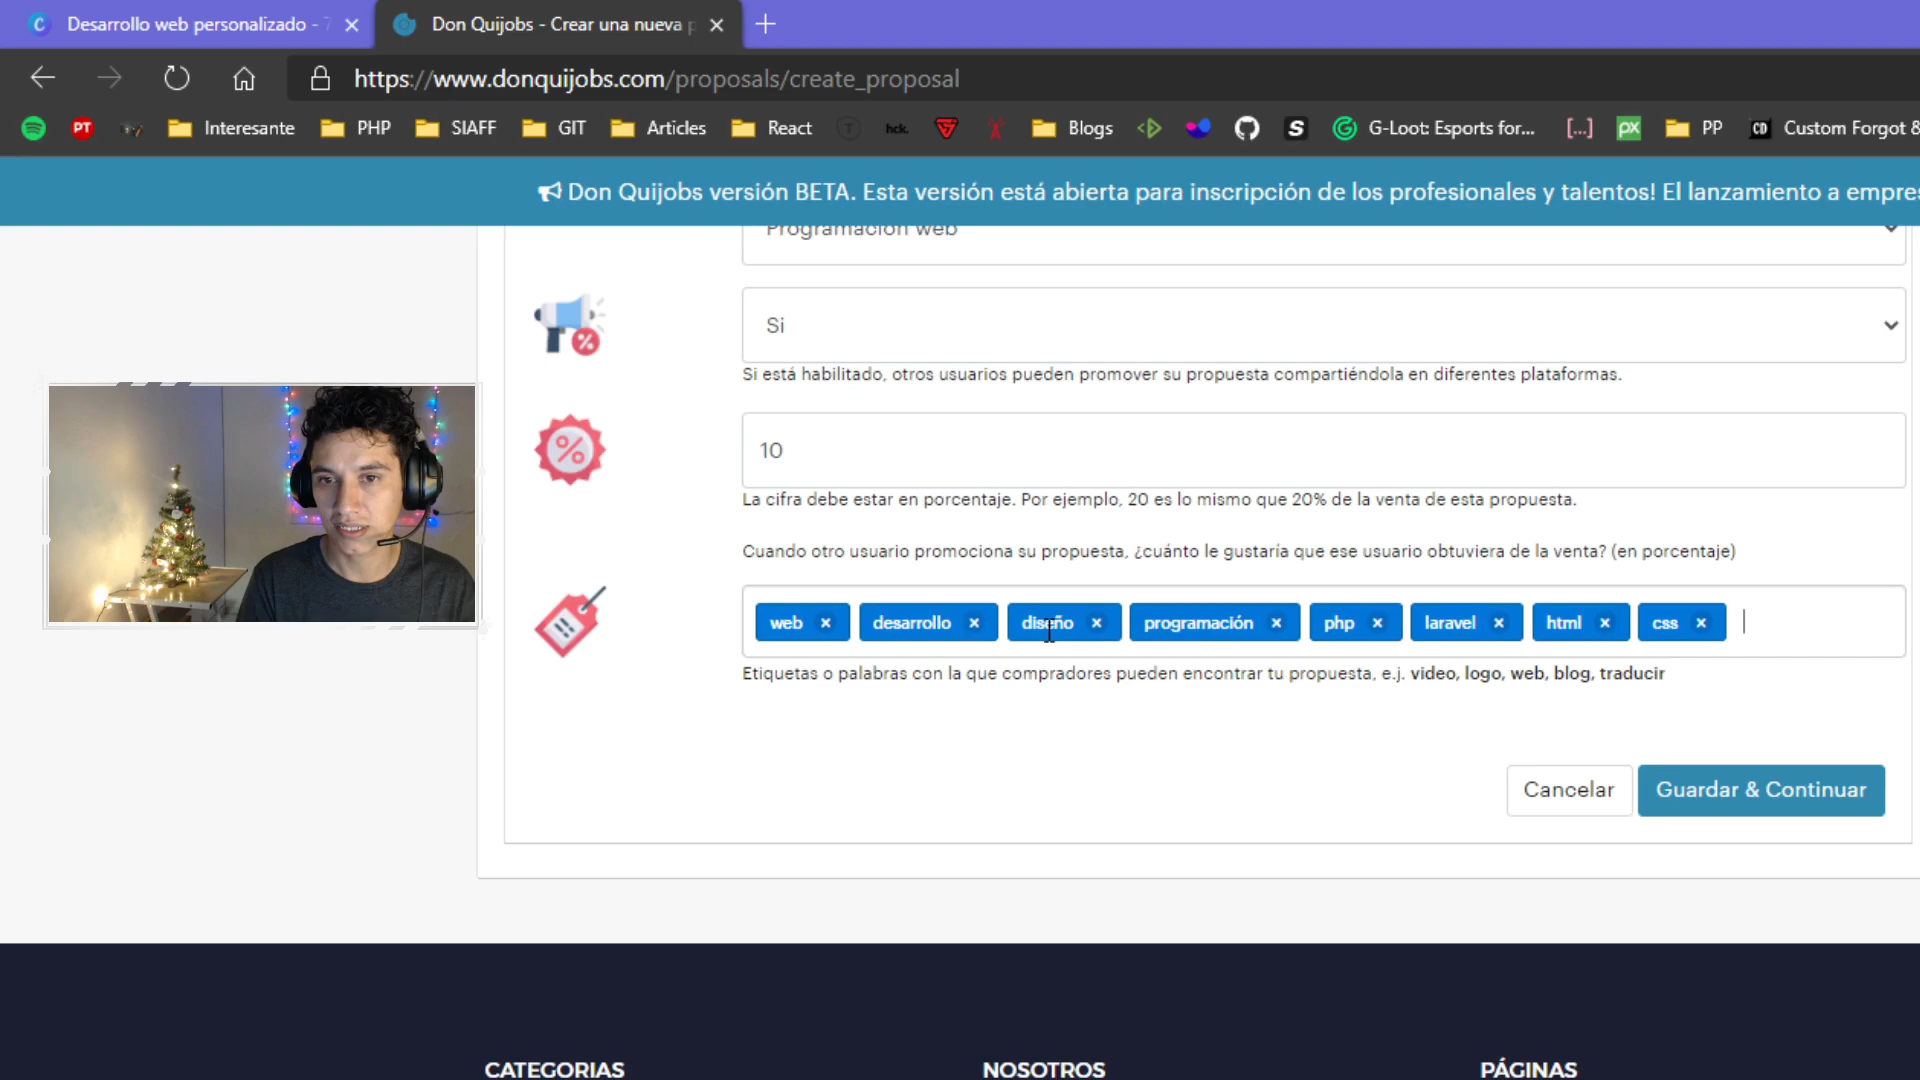 Desarrollo web personalizado -
Don Quijobs - Crear una nueva
https://www.donquijobs.com/proposals/create_proposal
PT
Interesante
PHP
SIAFF
GIT
Articles
React
T
hck.
Blogs
S
G-Loot: Esports for...
[...]
px
PP
CD
Custom Forgot &
Don Quijobs versión BETA. Esta versión está abierta para inscripción de los profesionales y talentos! El lanzamiento a empre
Programación web
Si
Si está habilitado, otros usuarios pueden promover su propuesta compartiéndola en diferentes plataformas.
10
La cifra debe estar en porcentaje. Por ejemplo, 20 es lo mismo que 20% de la venta de esta propuesta.
Cuando otro usuario promociona su propuesta, ¿cuánto le gustaría que ese usuario obtuviera de la venta? (en porcentaje)
web × desarrollo × diseño × programación × php × laravel × html × css ×
Etiquetas o palabras con la que compradores pueden encontrar tu propuesta, e.j. video, logo, web, blog, traducir
Cancelar
Guardar & Continuar
CATEGORIAS
NOSOTROS
PÁGINAS